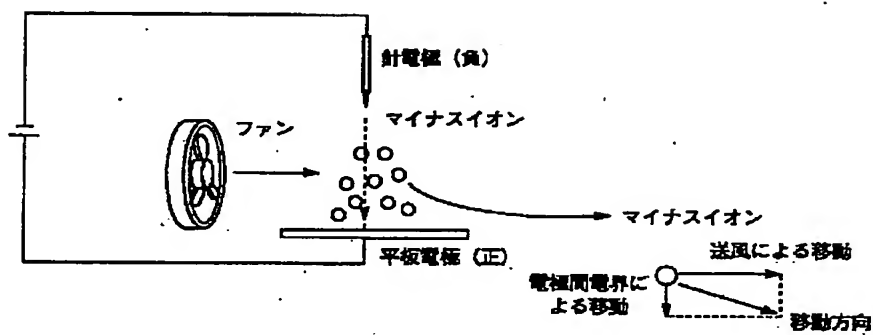 針電極（負）
ファン
マイナスイオン
マイナスイオン
平板電極（正）
送風による移動
電極間電界に
よる移動
移動方向